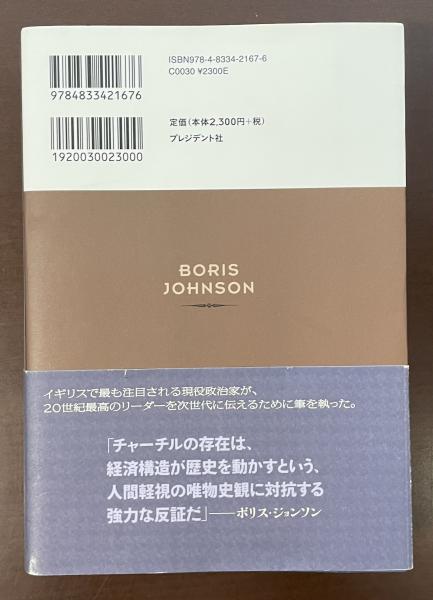 ISBN978-4-8334-2167-6
C0030 ¥2300E
9784833421676
定価(本体2,300円+税)
プレジデント社
1920030023000
BORIS
JOHNSON
イギリスで最も注目される現役政治家が、
20世紀最高のリーダーを次世代に伝えるために筆を執った。
「チャーチルの存在は、
経済構造が歴史を動かすという、
人間軽視の唯物史観に対抗する
強力な反証だ」——ボリス・ジョンソン